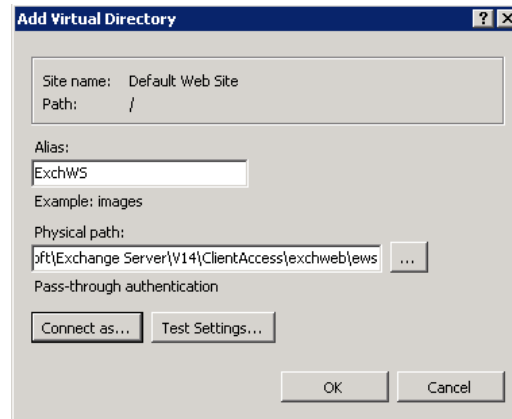 Add Virtual Directory
Site name: Default Web Site
Path: /
Alias:
ExchWS
Example: images
Physical path:
oft\Exchange Server\V14\ClientAccess\exchweb\ews ...
Pass-through authentication
Connect as... Test Settings...
OK Cancel